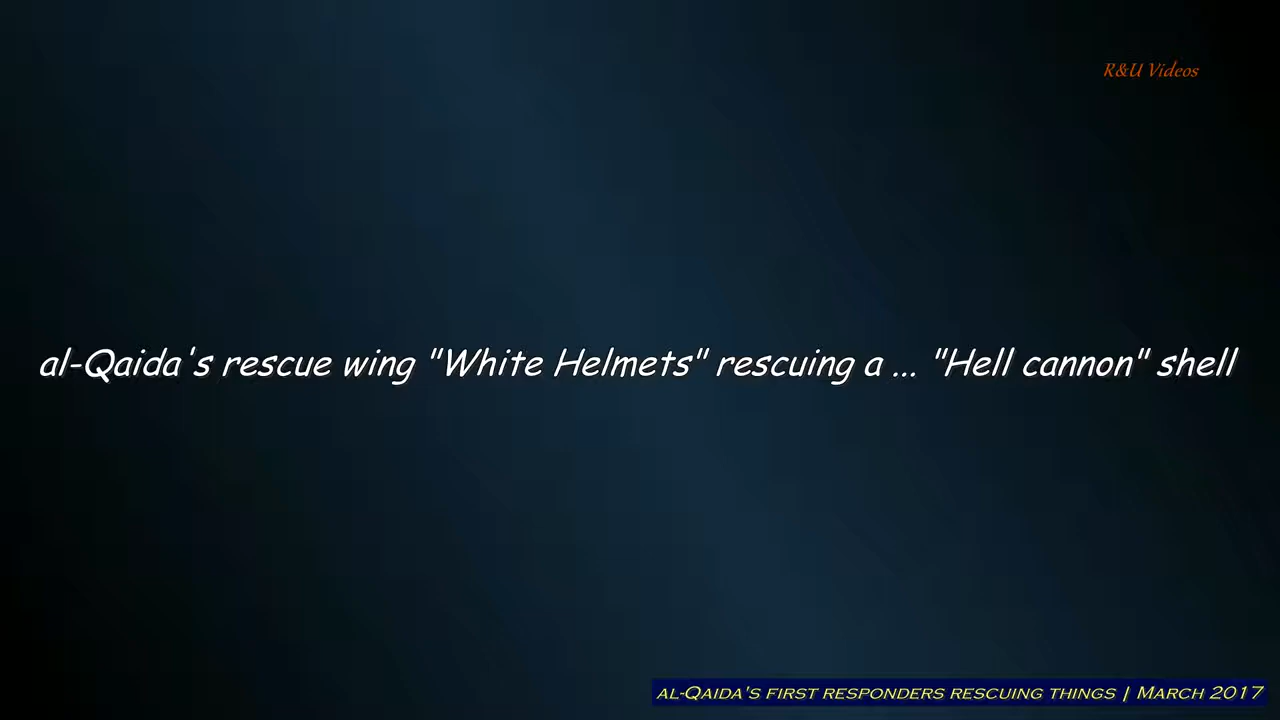 R&U Videos
al-Qaida's rescue wing "White Helmets" rescuing a ... "Hell cannon" shell
al-Qaida's first responders rescuing things | March 2017